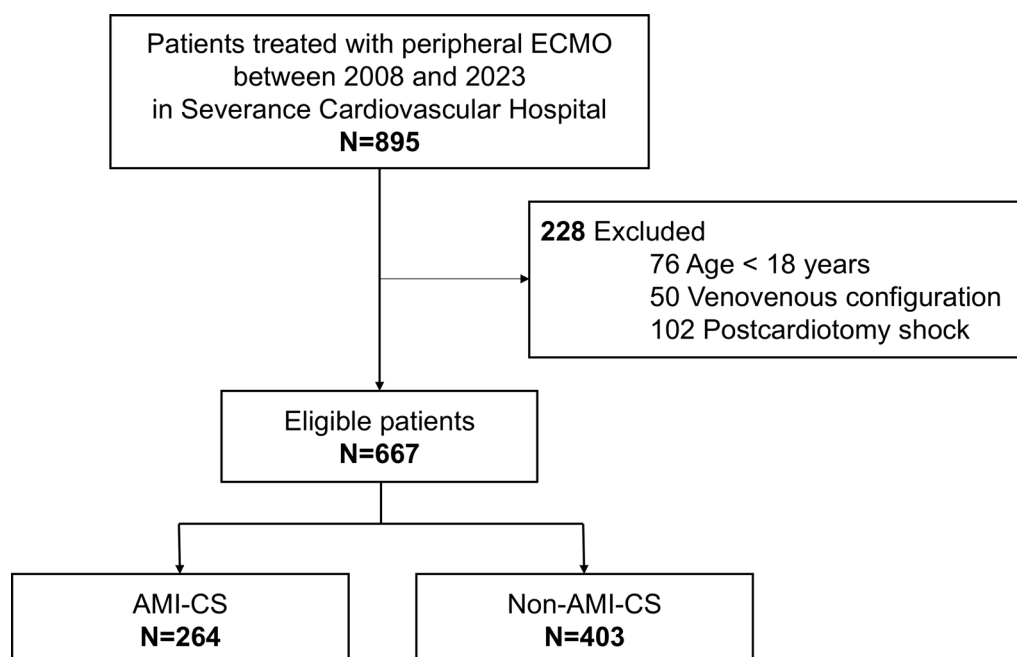 Patients treated with peripheral ECMO
between 2008 and 2023
in Severance Cardiovascular Hospital
N=895
228 Excluded
76 Age < 18 years
50 Venovenous configuration
102 Postcardiotomy shock
Eligible patients
N=667
AMI-CS
N=264
Non-AMI-CS
N=403